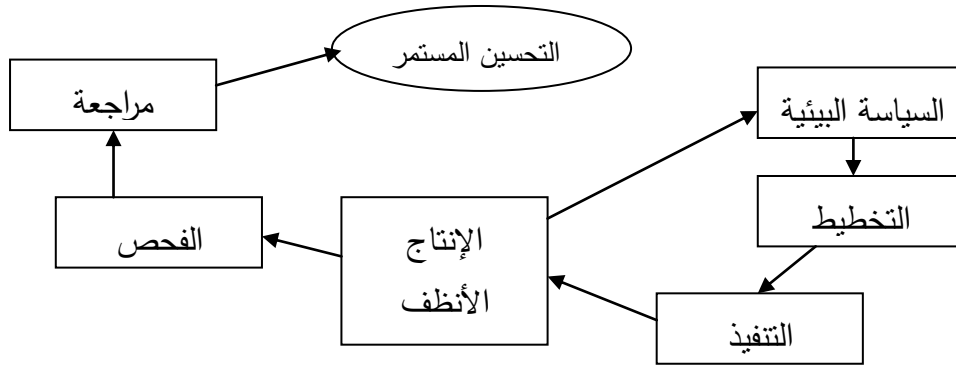 التحسين المستمر
مراجعة
السياسة البيئية
التخطيط
الإنتاج
الأنظف
الفحص
التنفيذ